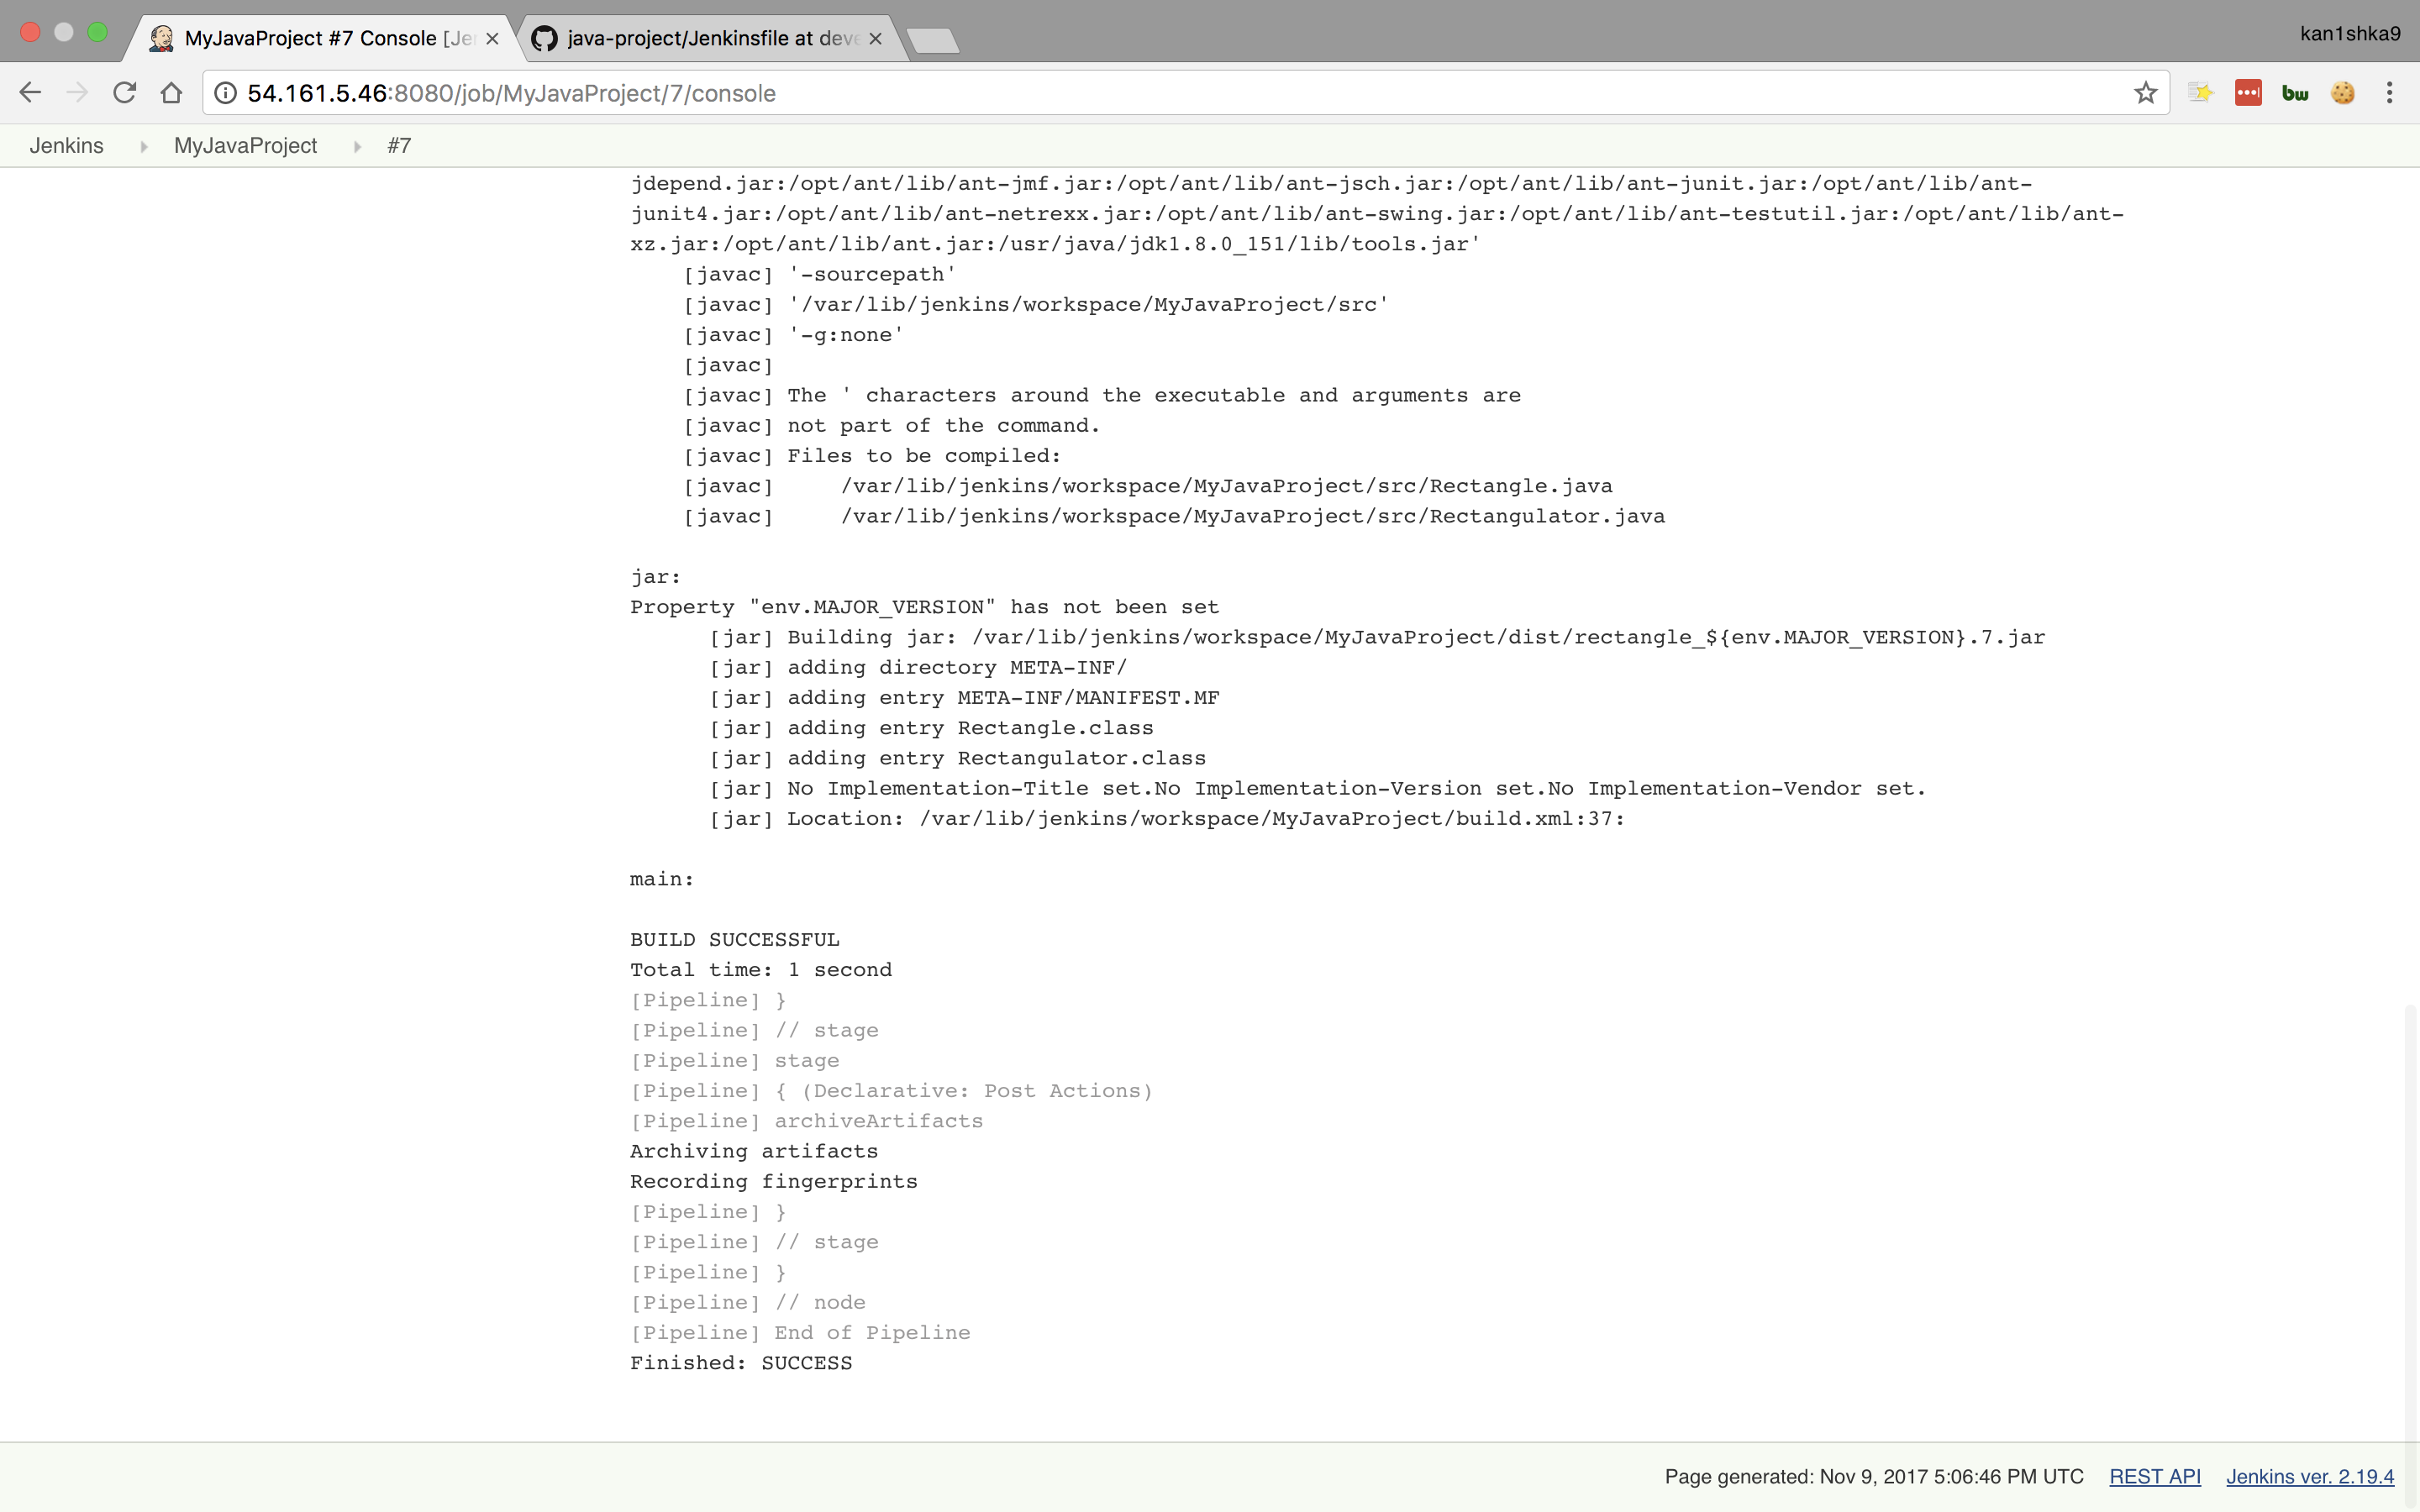 MyJavaProject #7 Console [Je
java-project/Jenkinsfile at deve
kan1shka9
54.161.5.46:8080/job/MyJavaProject/7/console
bw
Jenkins MyJavaProject #7
jdepend.jar:/opt/ant/lib/ant-jmf.jar:/opt/ant/lib/ant-jsch.jar:/opt/ant/lib/ant-junit.jar:/opt/ant/lib/ant-
junit4.jar:/opt/ant/lib/ant-netrexx.jar:/opt/ant/lib/ant-swing.jar:/opt/ant/lib/ant-testutil.jar:/opt/ant/lib/ant-
xz.jar:/opt/ant/lib/ant.jar:/usr/java/jdk1.8.0_151/lib/tools.jar'
[javac] '-sourcepath'
[javac] '/var/lib/jenkins/workspace/MyJavaProject/src'
[javac] '-g:none'
[javac]
[javac] The ' characters around the executable and arguments are
[javac] not part of the command.
[javac] Files to be compiled:
[javac]     /var/lib/jenkins/workspace/MyJavaProject/src/Rectangle.java
[javac]     /var/lib/jenkins/workspace/MyJavaProject/src/Rectangulator.java
jar:
Property "env.MAJOR_VERSION" has not been set
[jar] Building jar: /var/lib/jenkins/workspace/MyJavaProject/dist/rectangle_${env.MAJOR_VERSION}.7.jar
[jar] adding directory META-INF/
[jar] adding entry META-INF/MANIFEST.MF
[jar] adding entry Rectangle.class
[jar] adding entry Rectangulator.class
[jar] No Implementation-Title set.No Implementation-Version set.No Implementation-Vendor set.
[jar] Location: /var/lib/jenkins/workspace/MyJavaProject/build.xml:37:
main:
BUILD SUCCESSFUL
Total time: 1 second
[Pipeline] }
[Pipeline] // stage
[Pipeline] stage
[Pipeline] { (Declarative: Post Actions)
[Pipeline] archiveArtifacts
Archiving artifacts
Recording fingerprints
[Pipeline] }
[Pipeline] // stage
[Pipeline] }
[Pipeline] // node
[Pipeline] End of Pipeline
Finished: SUCCESS
Page generated: Nov 9, 2017 5:06:46 PM UTC REST API Jenkins ver. 2.19.4